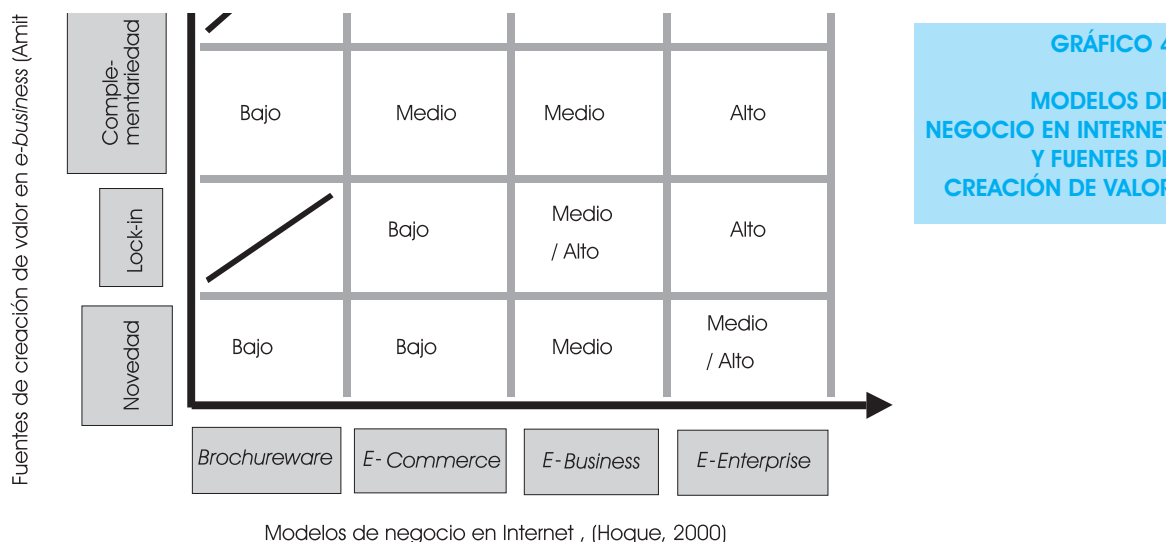 Fuentes de creación de valor en e-business (Amit
Comple-
mentariedad
Bajo
Medio
Medio
Alto
Lock-in
Bajo
Medio
/ Alto
Alto
Novedad
Bajo
Bajo
Medio
Medio
/ Alto
Brochureware
E- Commerce
E-Business
E-Enterprise
Modelos de negocio en Internet , (Hoque, 2000)
GRÁFICO 4
MODELOS DE
NEGOCIO EN INTERNET
Y FUENTES DE
CREACIÓN DE VALOR